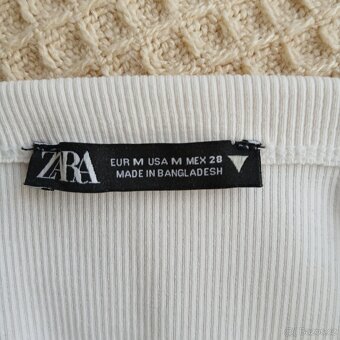 ZARA
EUR M USA M MEX 28
MADE IN BANGLADESH